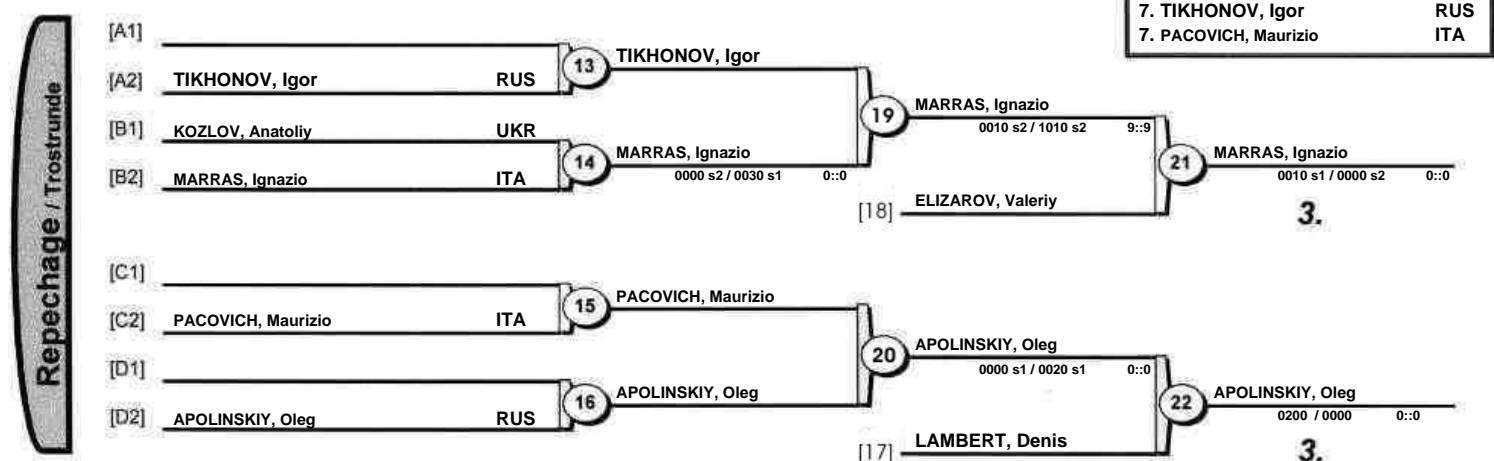 7. TIKHONOV, Igor RUS
7. PACOVICH, Maurizio ITA
Repechage / Trostrunde
[A1]
[A2] TIKHONOV, Igor RUS
13 TIKHONOV, Igor
[B1] KOZLOV, Anatoliy UKR
[B2] MARRAS, Ignazio ITA
14 MARRAS, Ignazio
0000 s2 / 0030 s1 0::0
19 MARRAS, Ignazio
0010 s2 / 1010 s2 9::9
[18] ELIZAROV, Valeriy
21 MARRAS, Ignazio
0010 s1 / 0000 s2 0::0
3.
[C1]
[C2] PACOVICH, Maurizio ITA
15 PACOVICH, Maurizio
[D1]
[D2] APOLINSKIY, Oleg RUS
16 APOLINSKIY, Oleg
20 APOLINSKIY, Oleg
0000 s1 / 0020 s1 0::0
[17] LAMBERT, Denis
22 APOLINSKIY, Oleg
0200 / 0000 0::0
3.